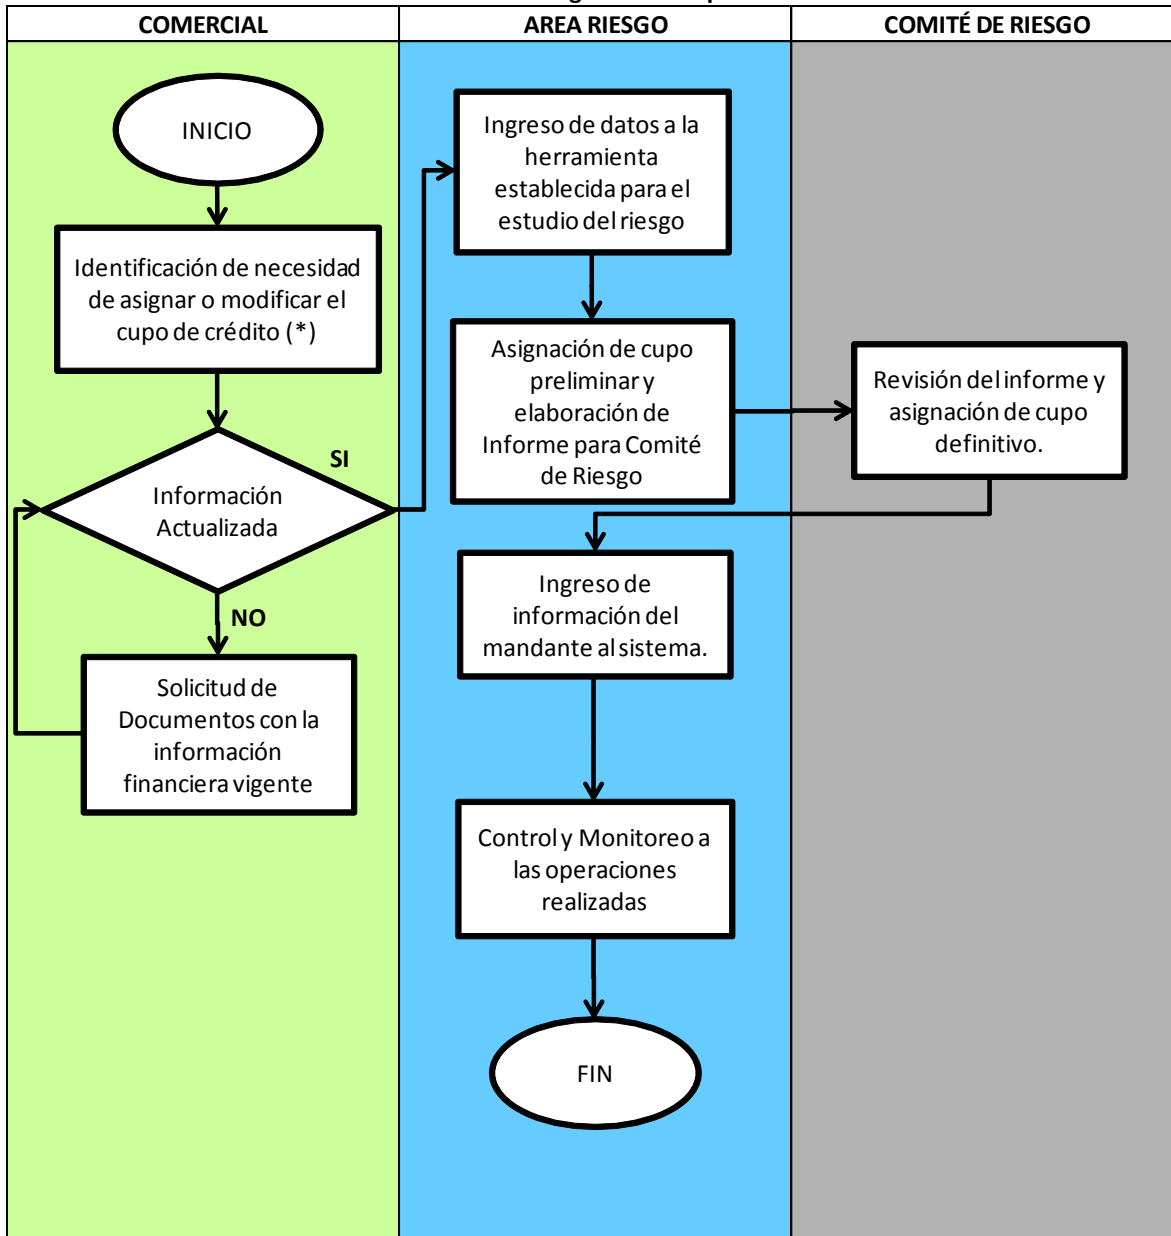 COMERCIAL
AREA RIESGO
COMITÉ DE RIESGO
INICIO
Identificación de necesidad
de asignar o modificar el
cupo de crédito (*)
SI
Información
Actualizada
NO
Solicitud de
Documentos con la
información
financiera vigente
Ingreso de datos a la
herramienta
establecida para el
estudio del riesgo
Asignación de cupo
preliminar y
elaboración de
Informe para Comité
de Riesgo
Revisión del informe y
asignación de cupo
definitivo.
Ingreso de
información del
mandante al sistema.
Control y Monitoreo a
las operaciones
realizadas
FIN